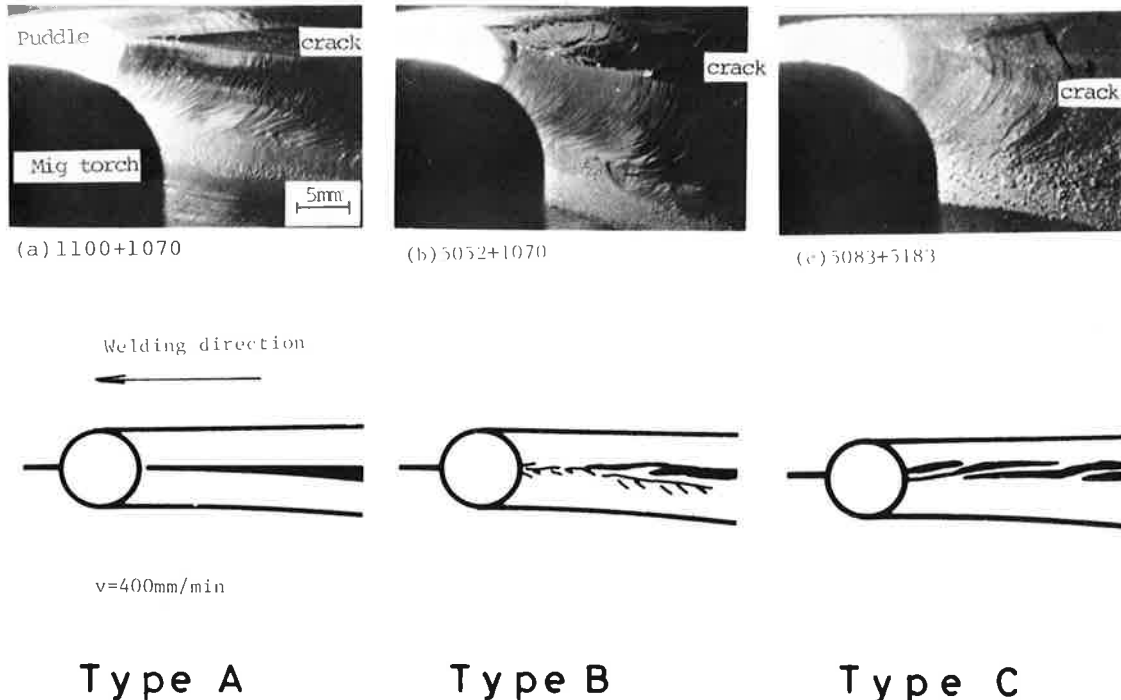 Puddle
crack
Mig torch
5mm
crack
crack
(a)1100+1070
(b)5052+1070
(c)5083+5183
Welding direction
v=400mm/min
Type A
Type B
Type C